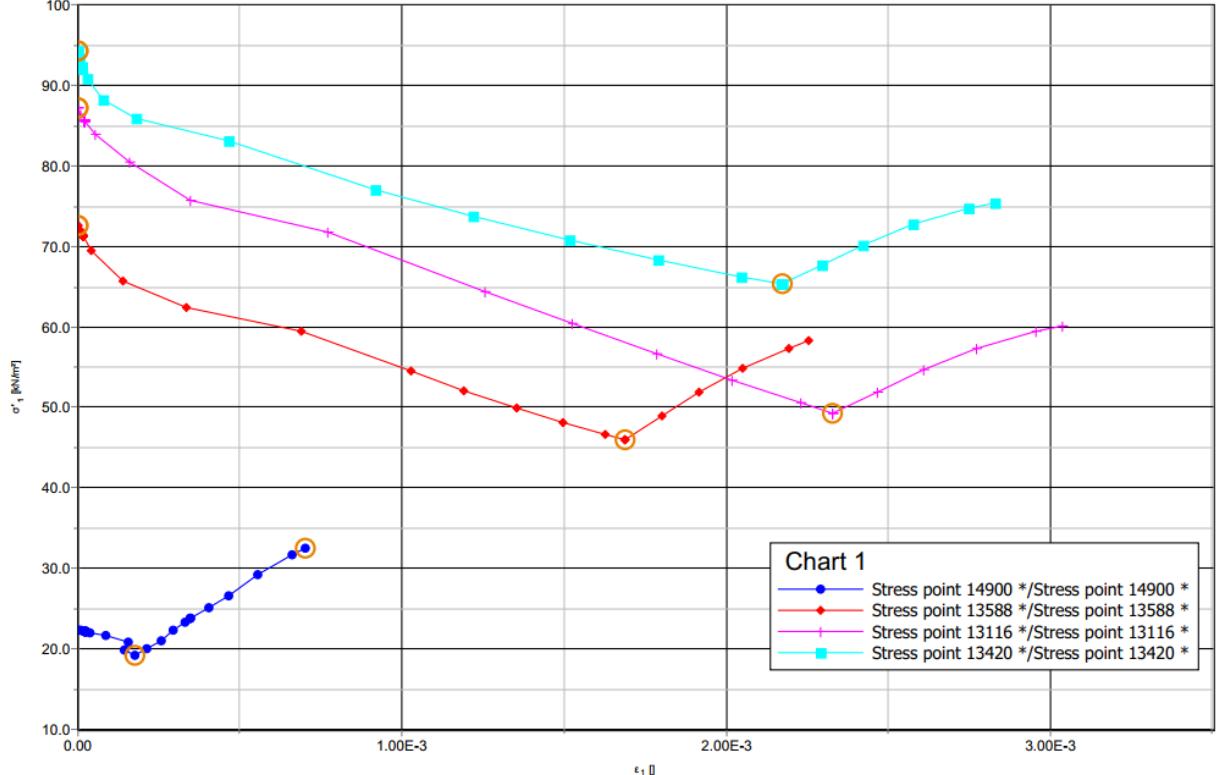 100
90.0
80.0
70.0
60.0
50.0
40.0
30.0
20.0
10.0
σ'₁ [kN/m²]
0.00
1.00E-3
2.00E-3
3.00E-3
ε₁ []
Chart 1
Stress point 14900 */Stress point 14900 *
Stress point 13588 */Stress point 13588 *
Stress point 13116 */Stress point 13116 *
Stress point 13420 */Stress point 13420 *